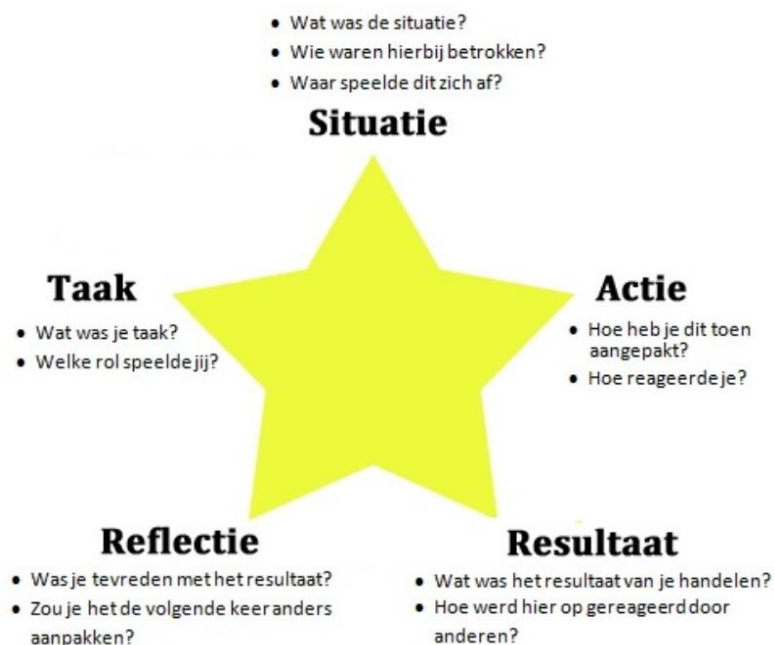 • Wat was de situatie?
• Wie waren hierbij betrokken?
• Waar speelde dit zich af?
Situatie
Taak
• Wat was je taak?
• Welke rol speelde jij?
Actie
• Hoe heb je dit toen
aangepakt?
• Hoe reageerde je?
Reflectie
• Was je tevreden met het resultaat?
• Zou je het de volgende keer anders
aanpakken?
Resultaat
• Wat was het resultaat van je handelen?
• Hoe werd hier op gereageerd door
anderen?